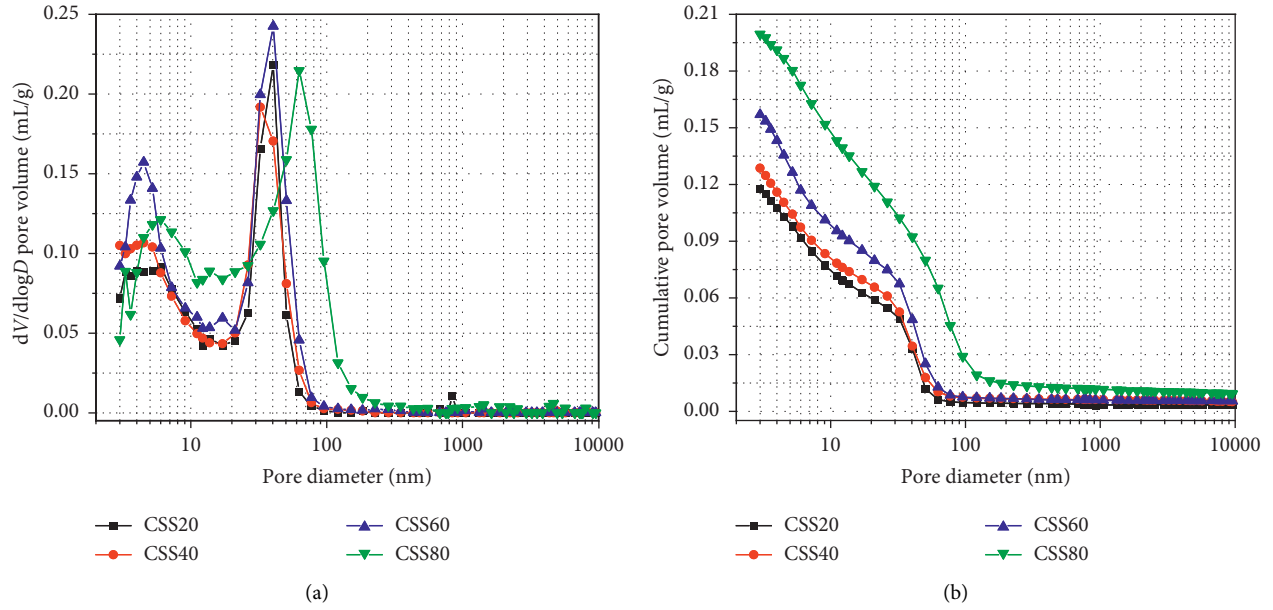 0.25
0.20
0.15
0.10
0.05
0.00
dV/dlogD pore volume (mL/g)
10
100
1000
10000
Pore diameter (nm)
CSS20
CSS60
CSS40
CSS80
(a)
0.21
0.18
0.15
0.12
0.09
0.06
0.03
0.00
Cumulative pore volume (mL/g)
10
100
1000
10000
Pore diameter (nm)
CSS20
CSS60
CSS40
CSS80
(b)